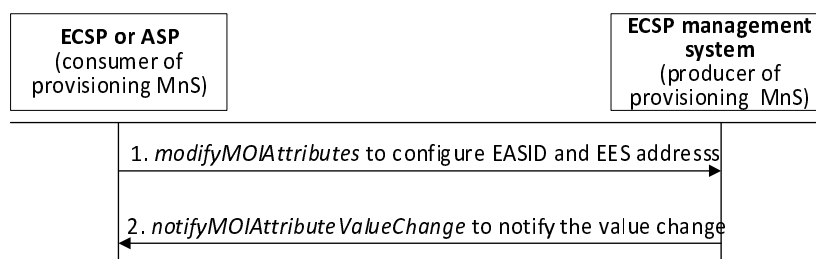 ECSP or ASP
(consumer of
provisioning MnS)
ECSP management
system
(producer of
provisioning MnS)
1. modifyMOIAttributes to configure EASID and EES addresss
2. notifyMOIAttributeValueChange to notify the value change